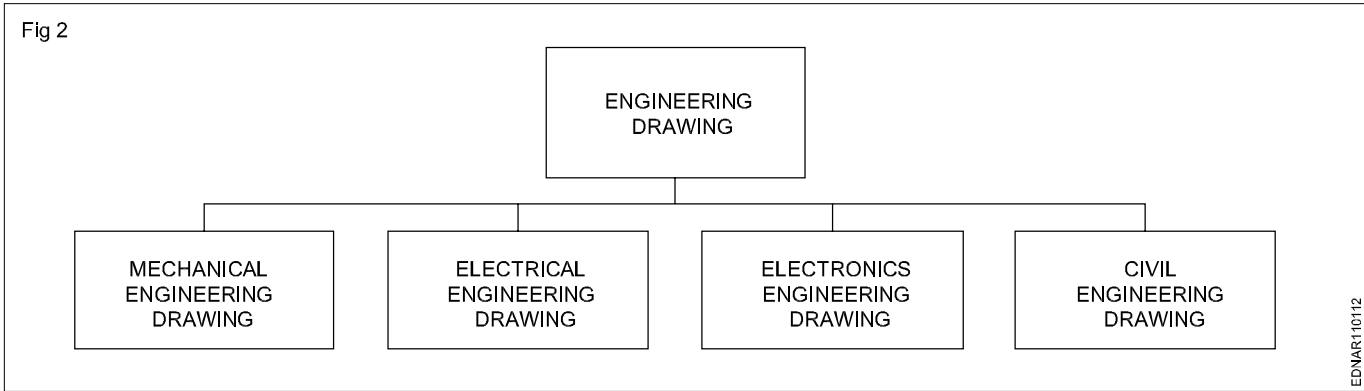 Fig 2
ENGINEERING
DRAWING
MECHANICAL
ENGINEERING
DRAWING
ELECTRICAL
ENGINEERING
DRAWING
ELECTRONICS
ENGINEERING
DRAWING
CIVIL
ENGINEERING
DRAWING
EDNAR110112